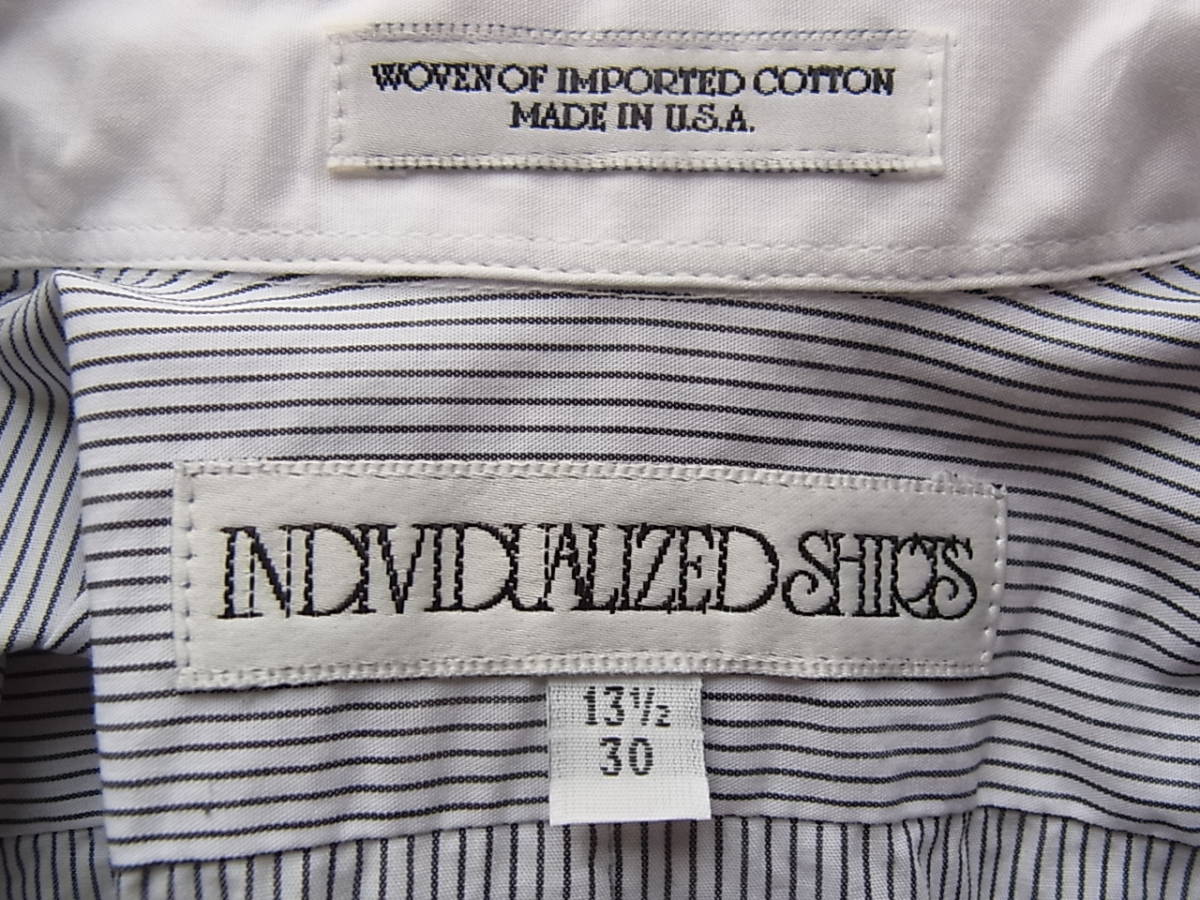 WOVEN OF IMPORTED COTTON
MADE IN U.S.A.
INDIVIDUALIZED SHIRTS
13½
30